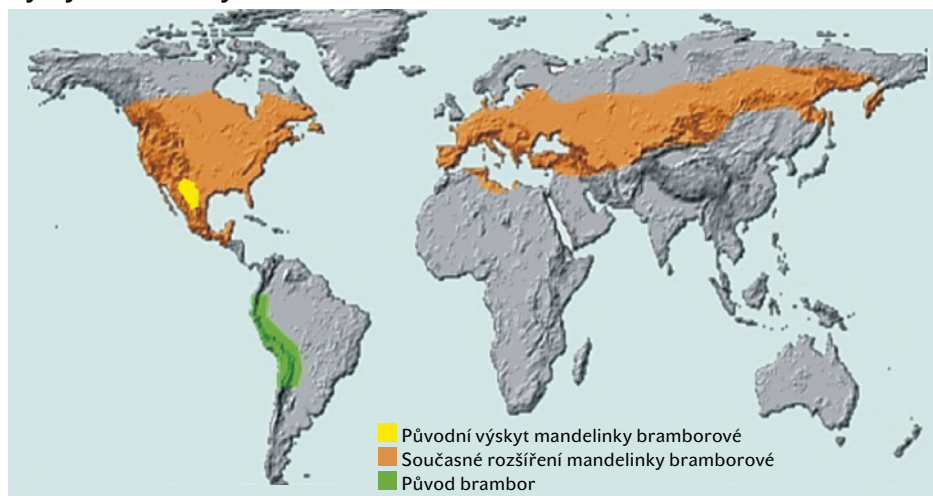 Původní výskyt mandelinky bramborové
Současné rozšíření mandelinky bramborové
Původ brambor